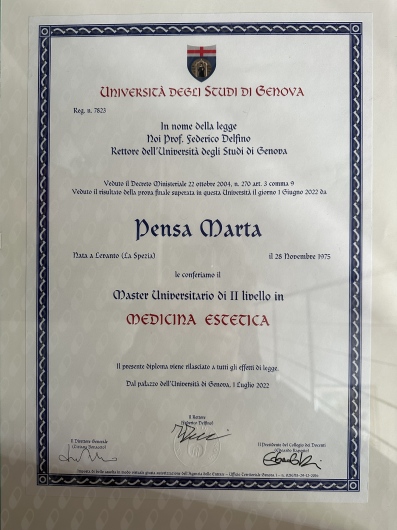 Università degli Studi di Genova
Reg. n. 7823
In nome della legge
Noi Prof. Federico Delfino
Rettore dell'Università degli Studi di Genova
Veduto il Decreto Ministeriale 22 ottobre 2004, n. 270 art. 3 comma 9
Veduto il risultato della prova finale superata in questa Università il giorno 1 Giugno 2022 da
Pensa Marta
Nata a Levanto (La Spezia) il 28 Novembre 1975
le conferiamo il
Master Universitario di II livello in
MEDICINA ESTETICA
Il presente diploma viene rilasciato a tutti gli effetti di legge.
Dal palazzo dell'Università di Genova, 1 Luglio 2022
Il Rettore
(Federico Delfino)
Il Direttore Generale
Il Presidente del Collegio dei Docenti